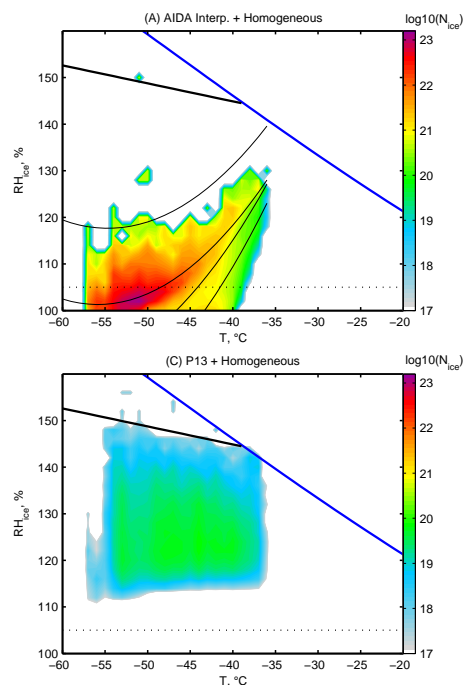 (A) AIDA Interp. + Homogeneous
log10(N_ice)
RH_ice, %
150
140
130
120
110
100
−60 −55 −50 −45 −40 −35 −30 −25 −20
T, °C
23
22
21
20
19
18
17
(C) P13 + Homogeneous
log10(N_ice)
RH_ice, %
150
140
130
120
110
100
−60 −55 −50 −45 −40 −35 −30 −25 −20
T, °C
23
22
21
20
19
18
17